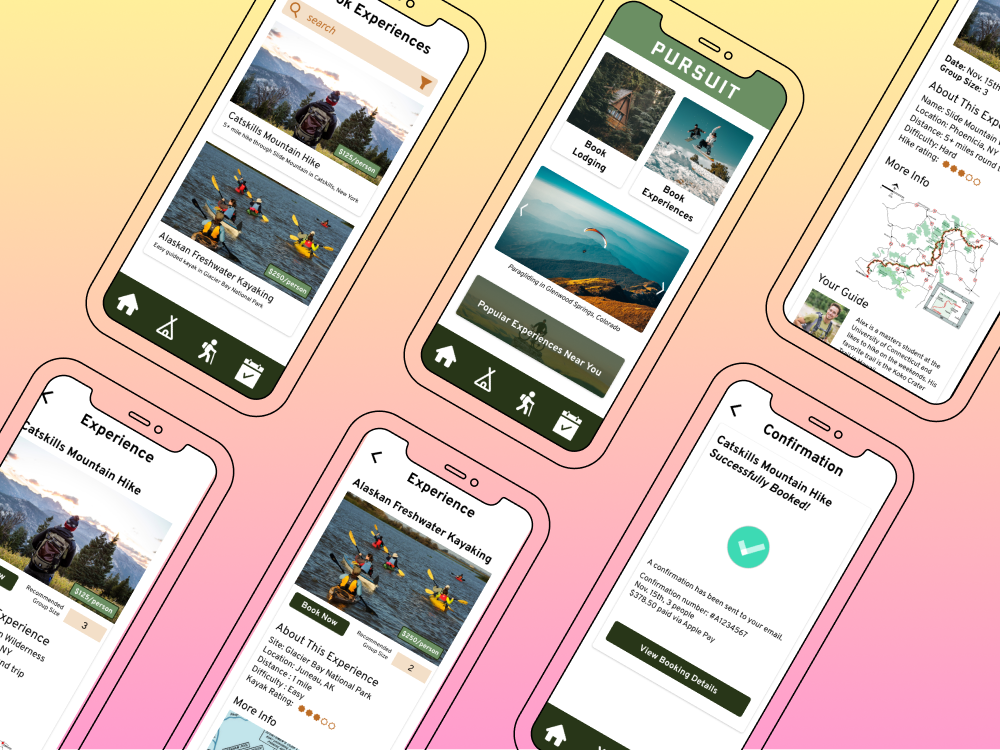 Experiences
search
Catskills Mountain Hike
5+ mile hike through Slide Mountain in Catskills, New York
$125/person
Alaskan Freshwater Kayaking
Easy guided kayak in Glacier Bay National Park
$250/person
PURSUIT
Book
Lodging
Book
Experiences
Paragliding in Glenwood Springs, Colorado
Popular Experiences Near You
Date: Nov. 15th
Group Size: 3
About This
Name: Slide Mountain
Location: Phoenicia, NY
Distance: 5+ miles round
Difficulty: Hard
Hike rating:
More Info
Your Guide
Alex is a masters student at the
University of Connecticut and
likes to hike on the weekends. His
favorite trail is the Koko Crater
Experience
Catskills Mountain Hike
$125/person
Recommended
Group Size
3
Experience
Wilderness
NY
trip
Experience
Alaskan Freshwater Kayaking
$250/person
Book Now
Recommended
Group Size
2
About This Experience
Site: Glacier Bay National Park
Location: Juneau, AK
Distance : 1 mile
Difficulty : Easy
Kayak Rating:
More Info
Confirmation
Catskills Mountain Hike
Successfully Booked!
A confirmation has been sent to your email.
Confirmation number: #A1234567
Nov. 15th, 3 people
$378.50 paid via Apple Pay
View Booking Details